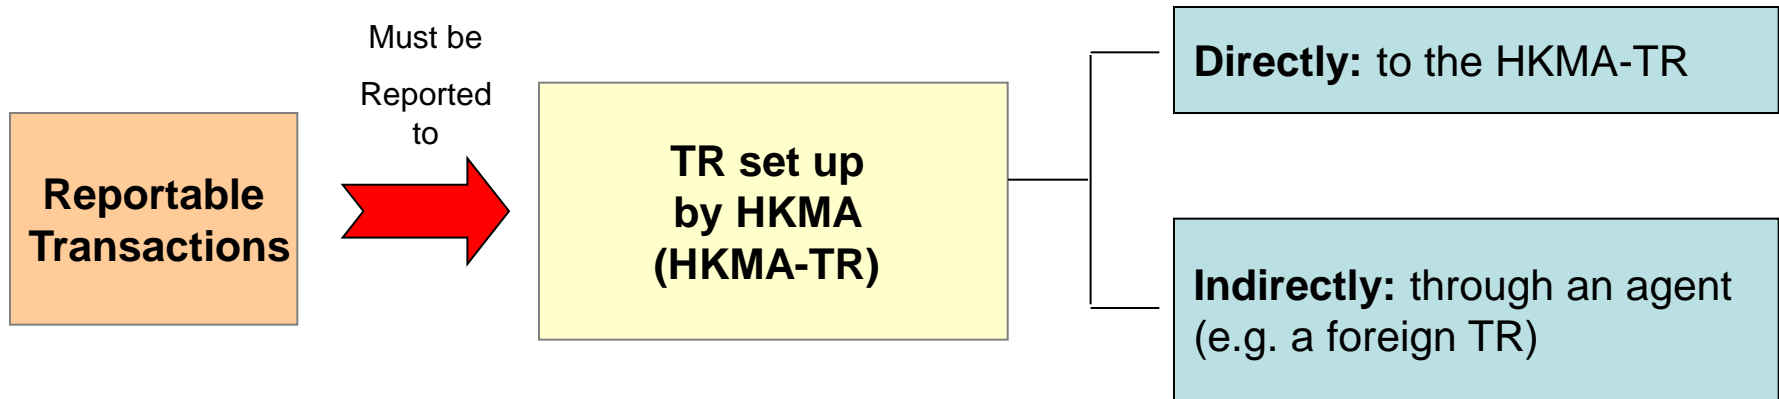 Reportable
Transactions
Must be
Reported
to
TR set up
by HKMA
(HKMA-TR)
Directly: to the HKMA-TR
Indirectly: through an agent
(e.g. a foreign TR)